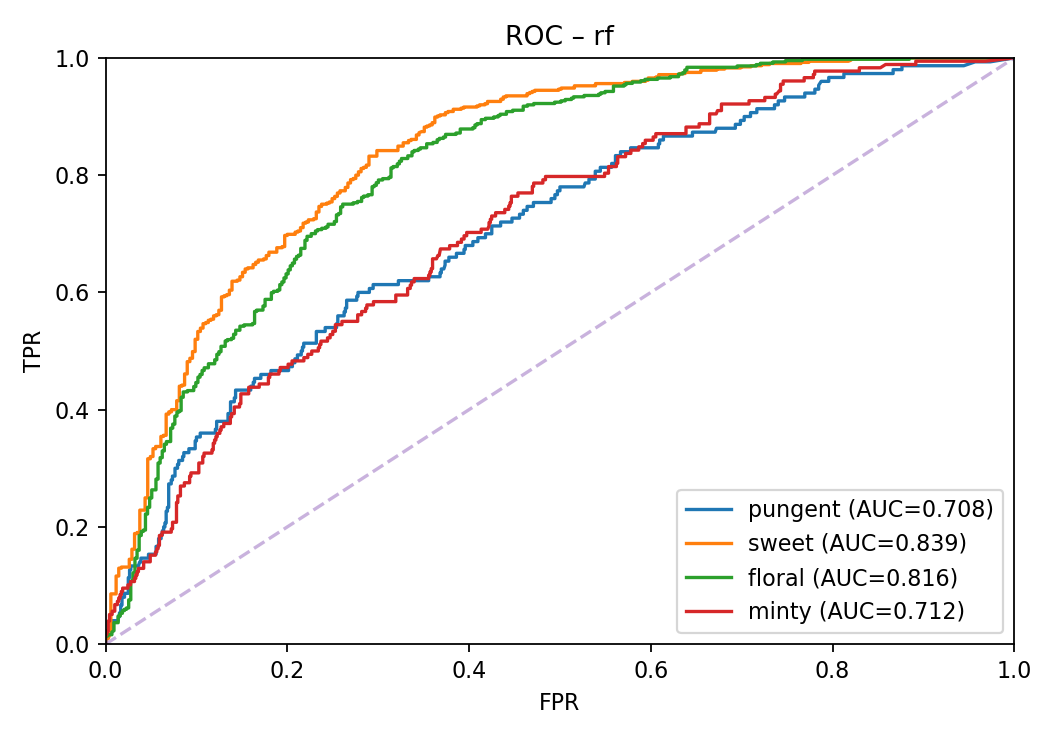 ROC – rf
1.0
0.8
0.6
0.4
0.2
0.0
TPR
pungent (AUC=0.708)
sweet (AUC=0.839)
floral (AUC=0.816)
minty (AUC=0.712)
0.0 0.2 0.4 0.6 0.8 1.0
FPR